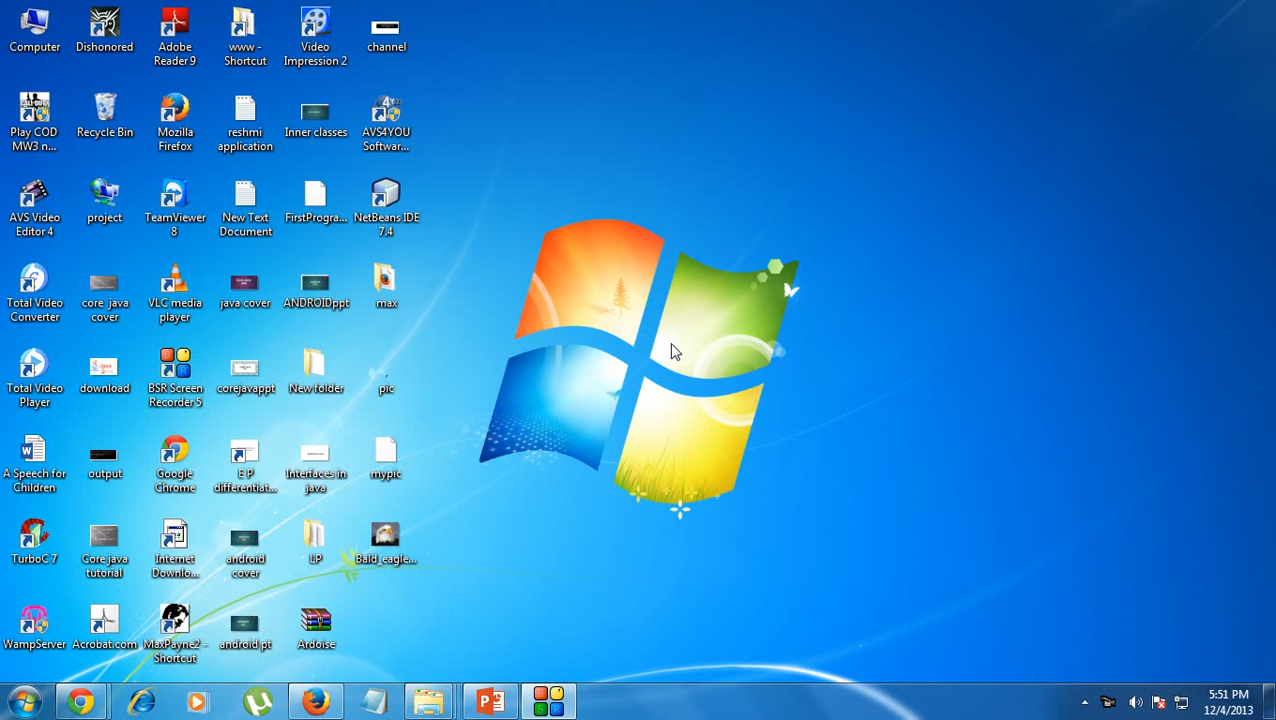 Computer
Dishonored
Adobe
Reader 9
www -
Shortcut
Video
Impression 2
channel
Play COD
MW3 n...
Recycle Bin
Mozilla
Firefox
reshmi
application
Inner classes
AVS4YOU
Softwar...
AVS Video
Editor 4
project
TeamViewer
8
New Text
Document
FirstProgra...
NetBeans IDE
7.4
Total Video
Converter
core java
cover
VLC media
player
java cover
ANDROIDppt
max
Total Video
Player
download
BSR Screen
Recorder 5
corejavappt
New folder
pic
A Speech for
Children
output
Google
Chrome
E P
differentiat...
Interfaces in
java
mypic
TurboC 7
Core java
tutorial
Internet
Downlo...
android
cover
LP
Bald_eagle...
WampServer
Acrobat.com
MaxPayne2 -
Shortcut
android pt
Ardoise
5:51 PM
12/4/2013